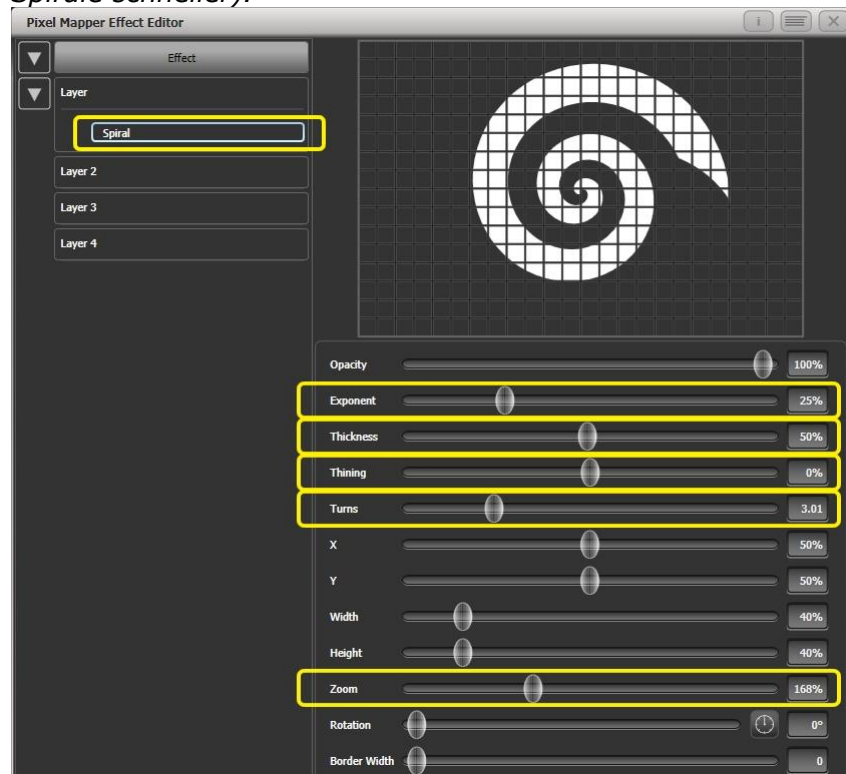 Spirale schneller).
Pixel Mapper Effect Editor
i
Effect
Layer
Spiral
Layer 2
Layer 3
Layer 4
Opacity 100%
Exponent 25%
Thickness 50%
Thining 0%
Turns 3.01
X 50%
Y 50%
Width 40%
Height 40%
Zoom 168%
Rotation 0°
Border Width 0